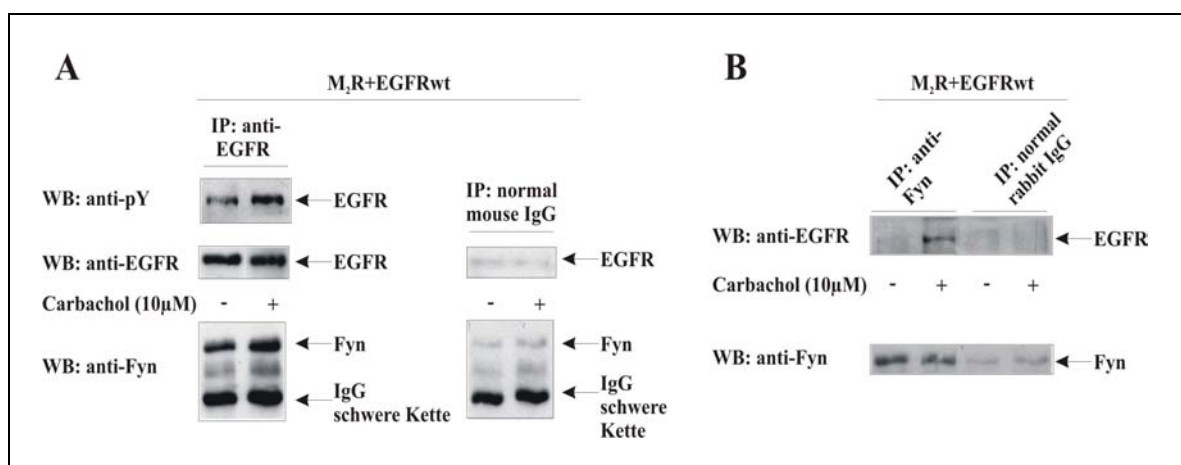 A
M₂R+EGFRwt
IP: anti-
EGFR
WB: anti-pY
EGFR
IP: normal
mouse IgG
WB: anti-EGFR
EGFR
EGFR
Carbachol (10µM)
-
+
-
+
WB: anti-Fyn
Fyn
IgG
schwere Kette
Fyn
IgG
schwere
Kette
B
M₂R+EGFRwt
IP: anti-
Fyn
IP: normal
rabbit IgG
WB: anti-EGFR
EGFR
Carbachol (10µM)
-
+
-
+
WB: anti-Fyn
Fyn